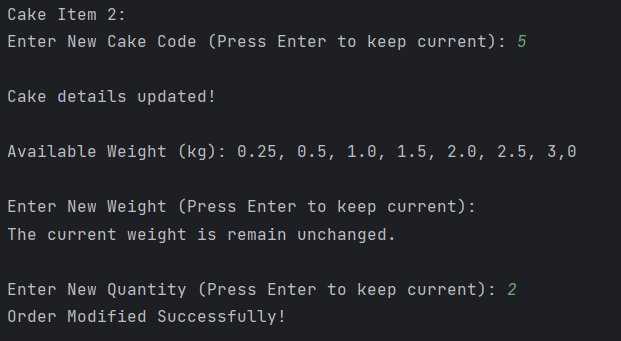 Cake Item 2:
Enter New Cake Code (Press Enter to keep current): 5
Cake details updated!
Available Weight (kg): 0.25, 0.5, 1.0, 1.5, 2.0, 2.5, 3,0
Enter New Weight (Press Enter to keep current):
The current weight is remain unchanged.
Enter New Quantity (Press Enter to keep current): 2
Order Modified Successfully!